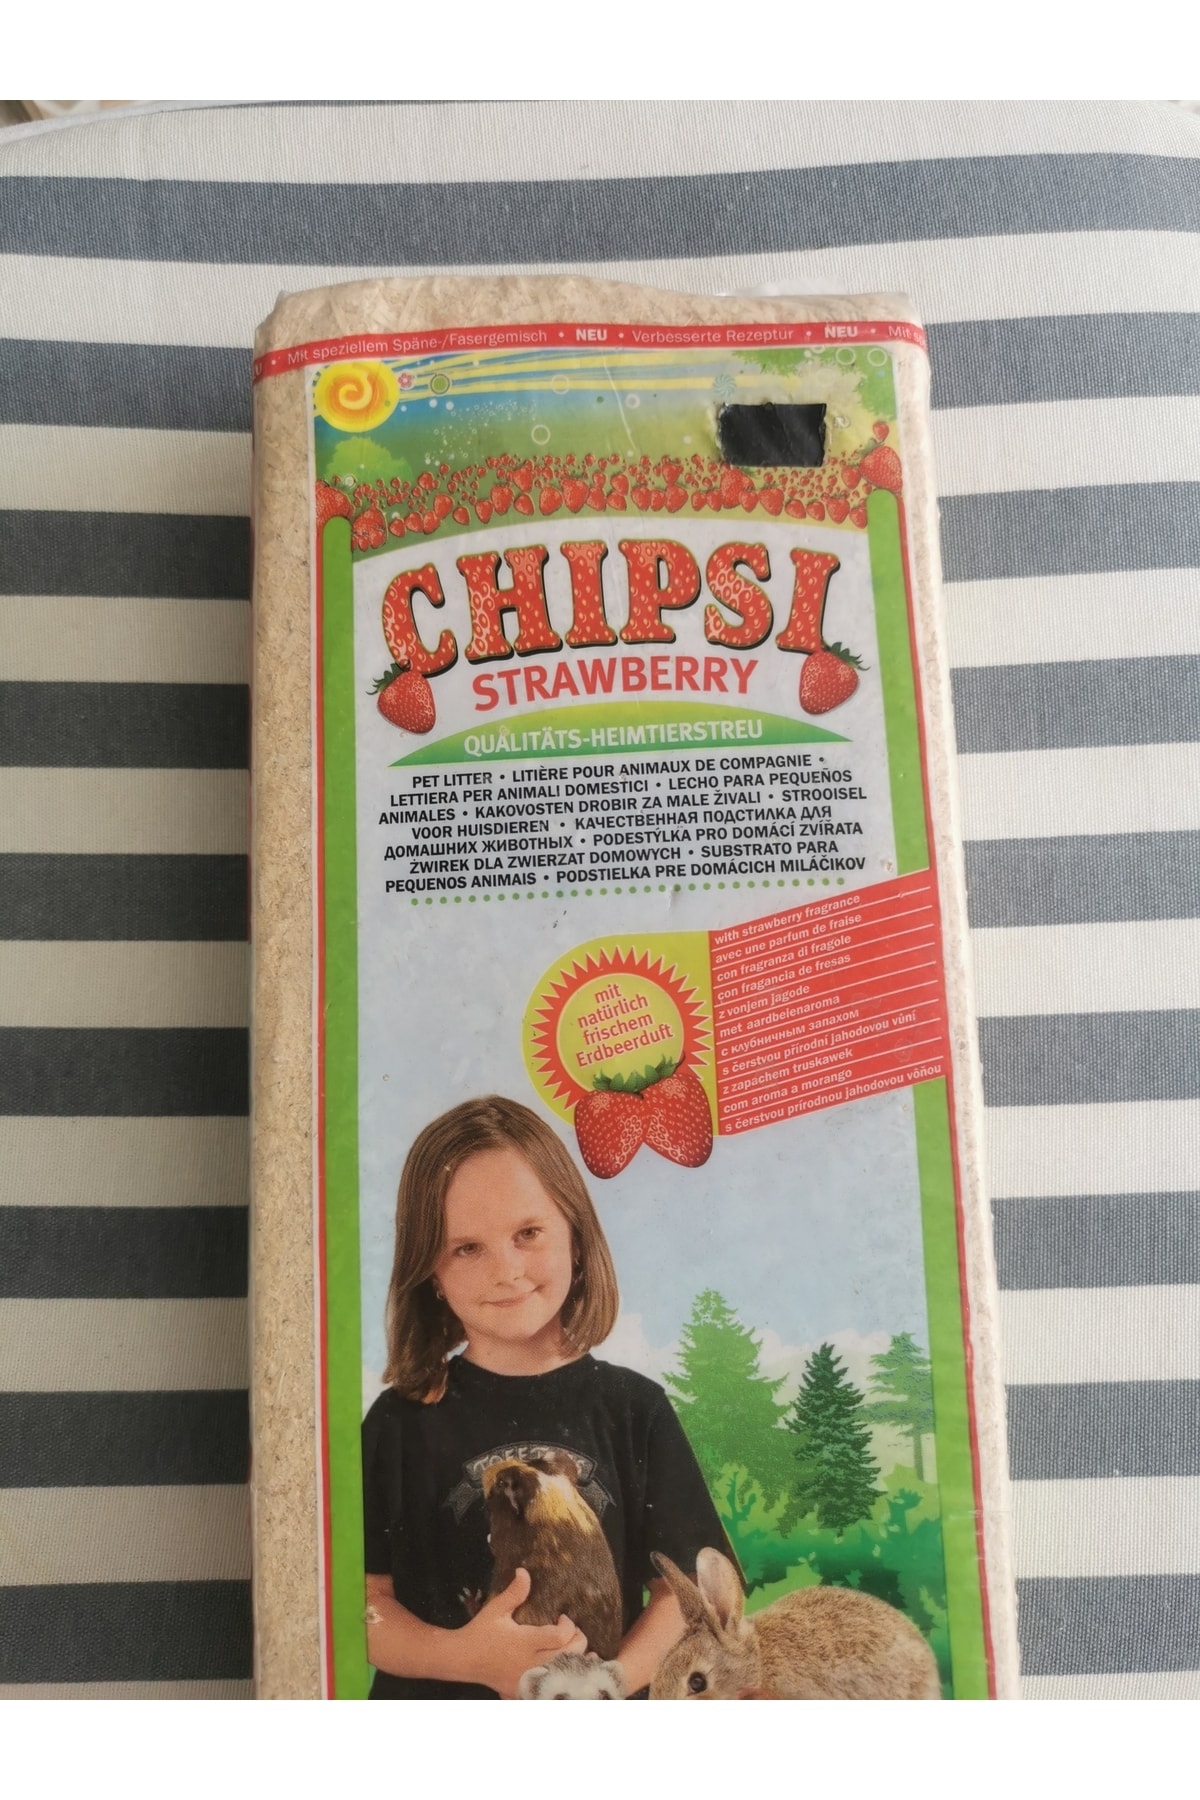 U • Mit speziellem Späne-/Fasergemisch • NEU • Verbesserte Rezeptur • NEU • Mit
CHIPSI
STRAWBERRY
QUALITÄTS-HEIMTIERSTREU
PET LITTER • LITIÈRE POUR ANIMAUX DE COMPAGNIE •
LETTIERA PER ANIMALI DOMESTICI • LECHO PARA PEQUEÑOS
ANIMALES • KAKOVOSTEN DROBIR ZA MALE ŽIVALI • STROOISEL
VOOR HUISDIEREN • КАЧЕСТВЕННАЯ ПОДСТИЛКА ДЛЯ
ДОМАШНИХ ЖИВОТНЫХ • PODESTÝLKA PRO DOMÁCÍ ZVÍŘATA
ŻWIREK DLA ZWIERZAT DOMOWYCH • SUBSTRATO PARA
PEQUENOS ANIMAIS • PODSTIELKA PRE DOMÁCICH MILÁČIKOV
mit
natürlich
frischem
Erdbeerduft
with strawberry fragrance
avec une parfum de fraise
con fragranza di fragole
con fragancia de fresas
z vonjem jagode
met aardbeienaroma
с клубничным запахом
s čerstvou přírodní jahodovou vůní
z zapachem truskawek
com aroma a morango
s čerstvou prírodnou jahodovou vôňou